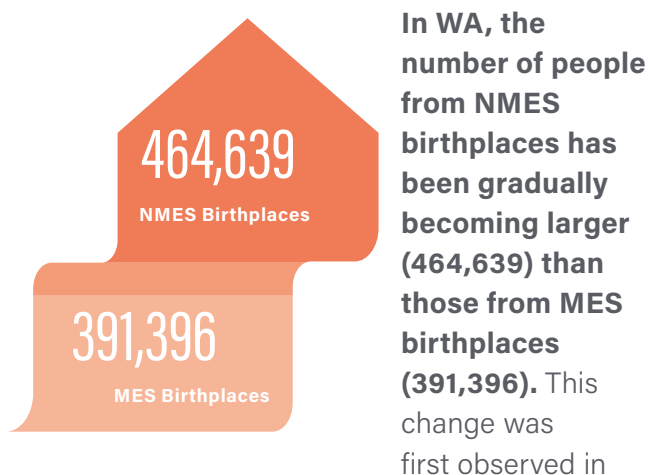 464,639
NMES Birthplaces
391,396
MES Birthplaces
In WA, the
number of people
from NMES
birthplaces has
been gradually
becoming larger
(464,639) than
those from MES
birthplaces
(391,396). This
change was
first observed in